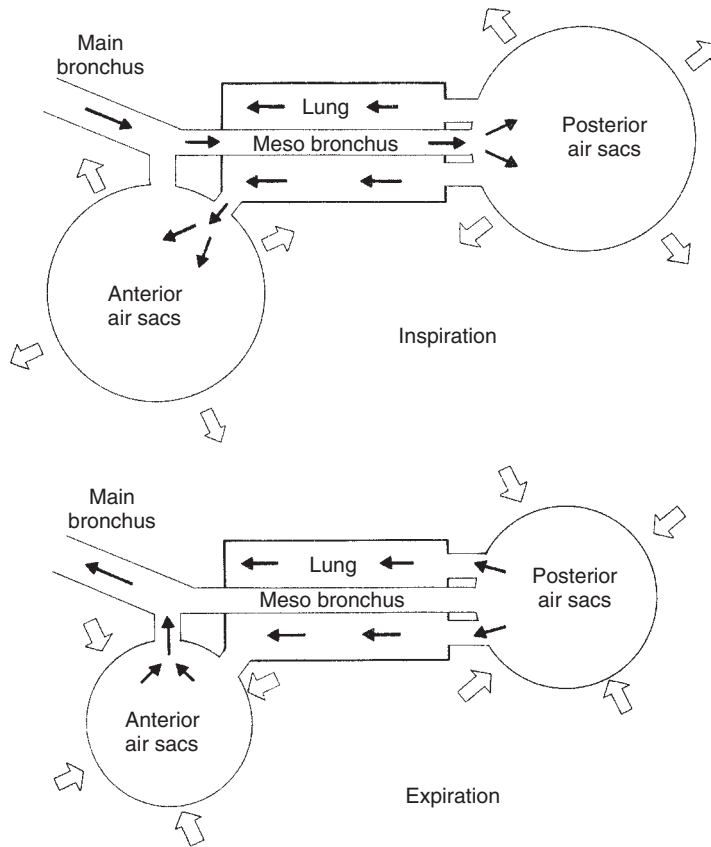 Main
bronchus
Lung
Meso bronchus
Posterior
air sacs
Anterior
air sacs
Inspiration
Main
bronchus
Lung
Meso bronchus
Posterior
air sacs
Anterior
air sacs
Expiration